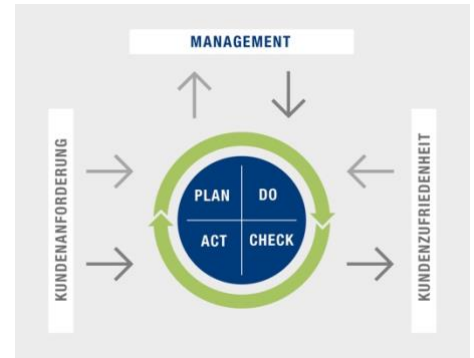 MANAGEMENT
KUNDENANFORDERUNG
PLAN
DO
ACT
CHECK
KUNDENZUFRIEDENHEIT